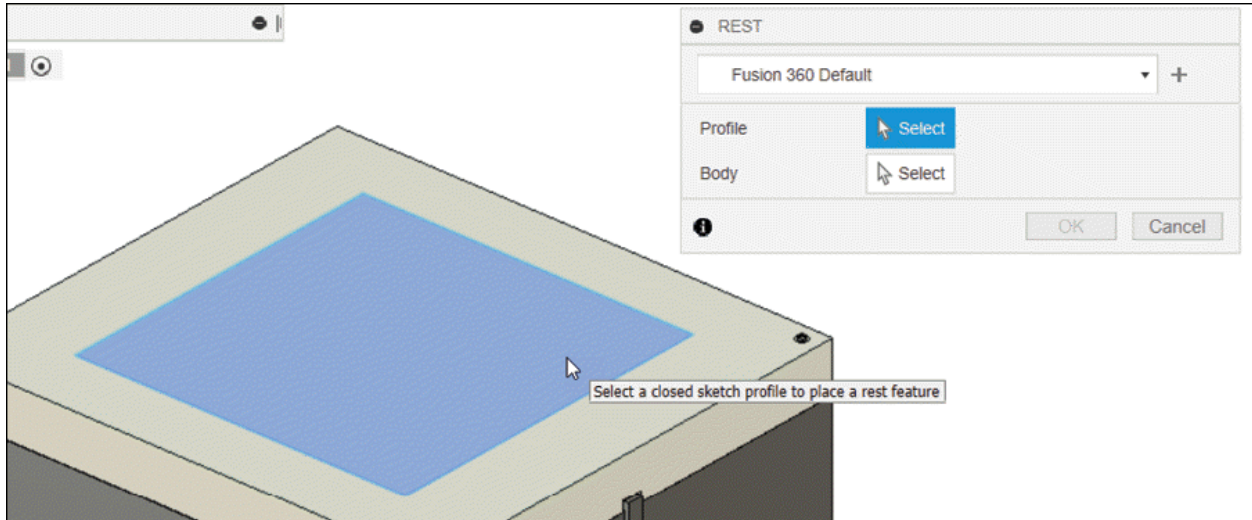 REST
Fusion 360 Default
Profile
Select
Body
Select
OK
Cancel
Select a closed sketch profile to place a rest feature